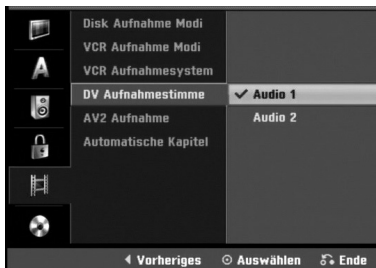 Disk Aufnahme Modi
VCR Aufnahme Modi
VCR Aufnahmesystem
DV Aufnahmestimme
✔ Audio 1
AV2 Aufnahme
Audio 2
Automatische Kapitel
A
◀ Vorheriges ⊙ Auswählen Ende